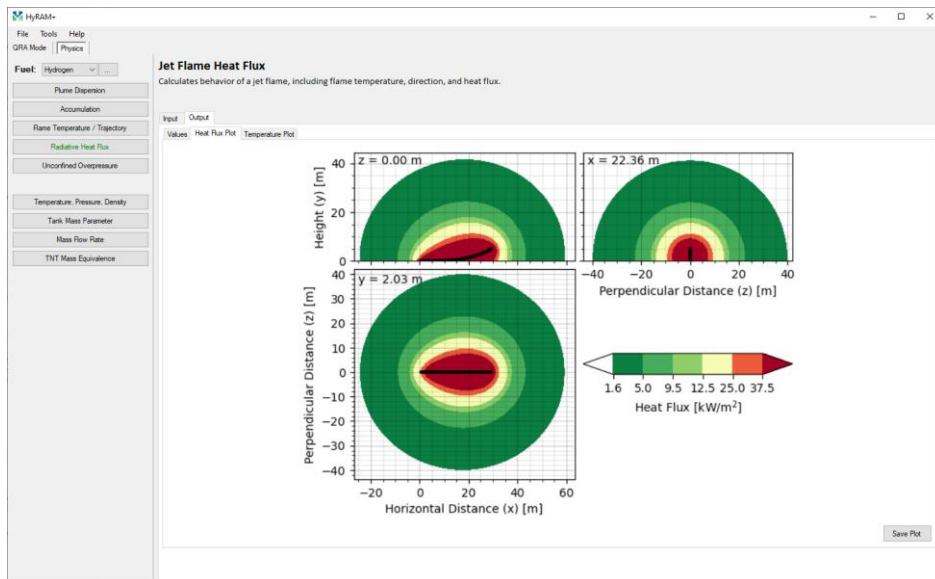 HyRAM+
File Tools Help
QRA Mode Physics
Fuel: Hydrogen ...
Plume Dispersion
Accumulation
Flame Temperature / Trajectory
Radiative Heat Flux
Unconfined Overpressure
Temperature, Pressure, Density
Tank Mass Parameter
Mass Flow Rate
TNT Mass Equivalence
Jet Flame Heat Flux
Calculates behavior of a jet flame, including flame temperature, direction, and heat flux.
Input Output
Values Heat Flux Plot Temperature Plot
z = 0.00 m
40
20
0
Height (y) [m]
x = 22.36 m
−40 −20 0 20 40
Perpendicular Distance (z) [m]
y = 2.03 m
40
30
20
10
0
−10
−20
−30
−40
Perpendicular Distance (z) [m]
−20 0 20 40 60
Horizontal Distance (x) [m]
1.6 5.0 9.5 12.5 25.0 37.5
Heat Flux [kW/m²]
Save Plot